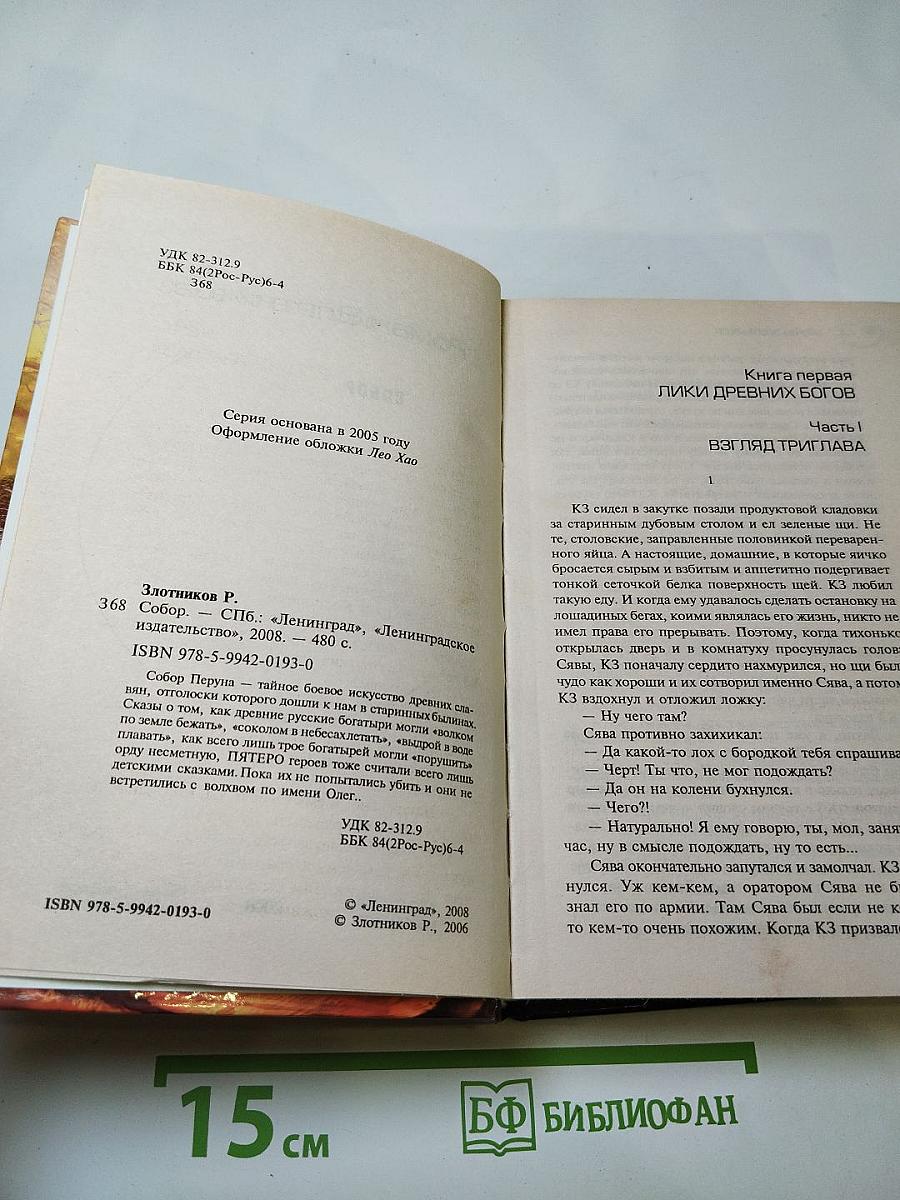 УДК 82-312.9
ББК 84(2Рос-Рус)6-4
З68
Серия основана в 2005 году
Оформление обложки Лео Хао
Злотников Р.
З68 Собор. — СПб.: «Ленинград», «Ленинградское
издательство», 2008. — 480 с.
ISBN 978-5-9942-0193-0
Собор Перуна — тайное боевое искусство древних сла-
вян, отголоски которого дошли к нам в старинных былинах.
Сказы о том, как древние русские богатыри могли «волком
по земле бежать», «соколом в небесах летать», «выдрой в воде
плавать», как всего лишь трое богатырей могли «порушить»
орду несметную, ПЯТЕРО героев тоже считали всего лишь
детскими сказками. Пока их не попытались убить и они не
встретились с волхвом по имени Олег..
УДК 82-312.9
ББК 84(2Рос-Рус)6-4
ISBN 978-5-9942-0193-0
© «Ленинград», 2008
© Злотников Р., 2006
Книга первая
ЛИКИ ДРЕВНИХ БОГОВ
Часть I
ВЗГЛЯД ТРИГЛАВА
1
КЗ сидел в закутке позади продуктовой кладовки
за старинным дубовым столом и ел зеленые щи. Не
те, столовские, заправленные половинкой переварен-
ного яйца. А настоящие, домашние, в которые яичко
бросается сырым и взбитым и аппетитно подергивает
тонкой сеточкой белка поверхность щей. КЗ любил
такую еду. И когда ему удавалось сделать остановку на
лошадиных бегах, коими являлась его жизнь, никто не
имел права его прерывать. Поэтому, когда тихонько
открылась дверь и в комнатуху просунулась голова
Сявы, КЗ поначалу сердито нахмурился, но щи был
чудо как хороши и их сотворил именно Сява, а потом
КЗ вздохнул и отложил ложку:
— Ну чего там?
Сява противно захихикал:
— Да какой-то лох с бородкой тебя спрашива
— Черт! Ты что, не мог подождать?
— Да он на колени бухнулся.
— Чего?!
— Натурально! Я ему говорю, ты, мол, занят
час, ну в смысле подождать, ну то есть...
Сява окончательно запутался и замолчал. КЗ
нулся. Уж кем-кем, а оратором Сява не б
знал его по армии. Там Сява был если не к
то кем-то очень похожим. Когда КЗ призвал
15 см
БФ БИБЛИОФАН